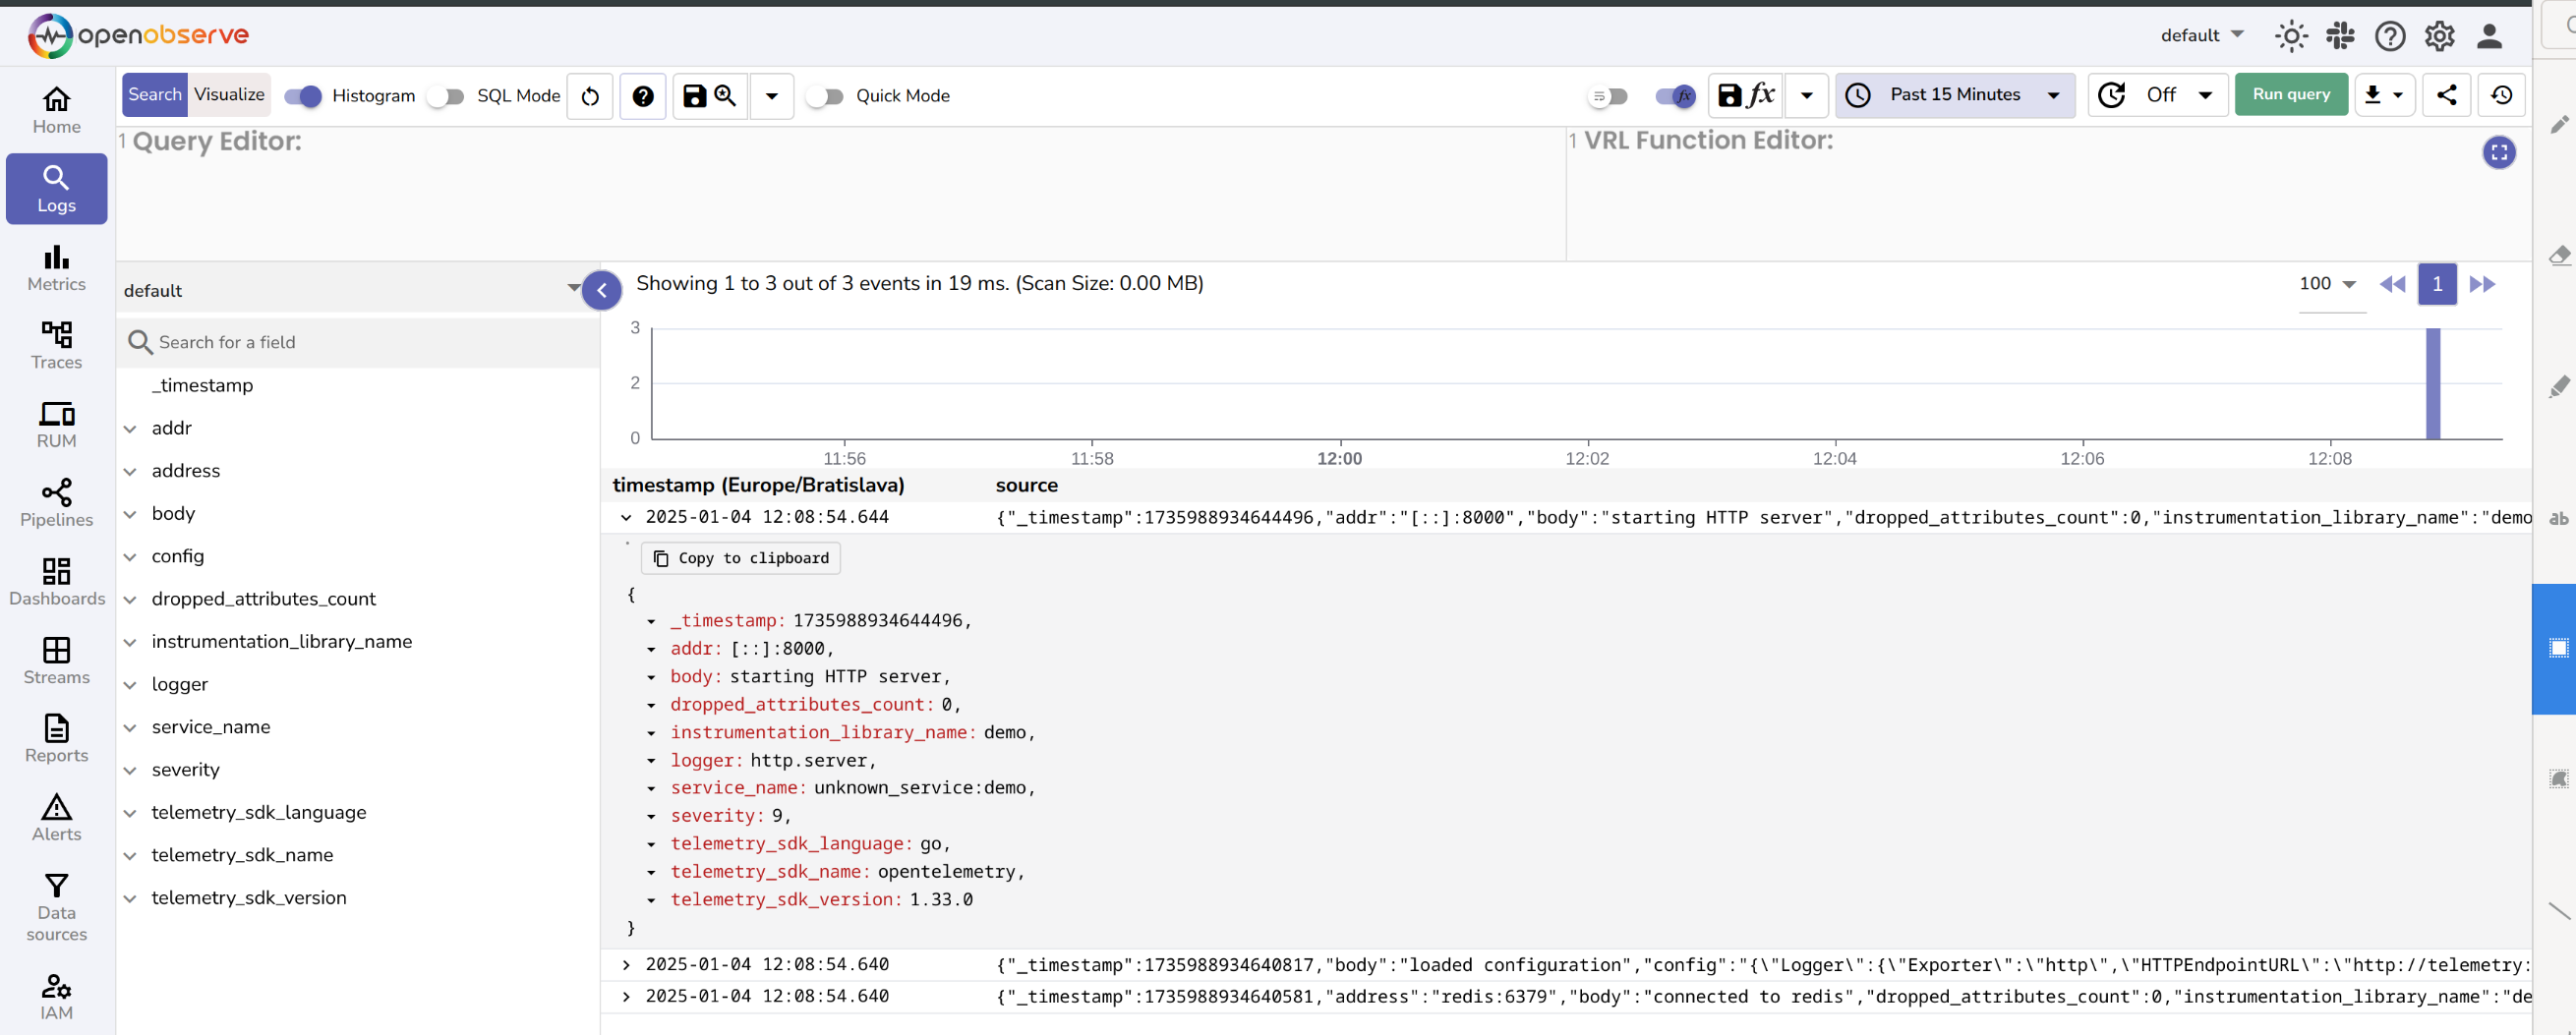 openobserve
default
Search Visualize Histogram SQL Mode Quick Mode fx fx Past 15 Minutes Off Run query
Home
Logs
Metrics
Traces
RUM
Pipelines
Dashboards
Streams
Reports
Alerts
Data
sources
IAM
1 Query Editor:
1 VRL Function Editor:
default
Search for a field
_timestamp
addr
address
body
config
dropped_attributes_count
instrumentation_library_name
logger
service_name
severity
telemetry_sdk_language
telemetry_sdk_name
telemetry_sdk_version
Showing 1 to 3 out of 3 events in 19 ms. (Scan Size: 0.00 MB)
100 1
3
2
0
11:56 11:58 12:00 12:02 12:04 12:06 12:08
timestamp (Europe/Bratislava) source
2025-01-04 12:08:54.644 {"_timestamp":1735988934644496,"addr":"[::]:8000","body":"starting HTTP server","dropped_attributes_count":0,"instrumentation_library_name":"demo
Copy to clipboard
{
_timestamp: 1735988934644496,
addr: [::]:8000,
body: starting HTTP server,
dropped_attributes_count: 0,
instrumentation_library_name: demo,
logger: http.server,
service_name: unknown_service:demo,
severity: 9,
telemetry_sdk_language: go,
telemetry_sdk_name: opentelemetry,
telemetry_sdk_version: 1.33.0
}
2025-01-04 12:08:54.640 {"_timestamp":1735988934640817,"body":"loaded configuration","config":"{\"Logger\":{\"Exporter\":\"http\",\"HTTPEndpointURL\":\"http://telemetry:
2025-01-04 12:08:54.640 {"_timestamp":1735988934640581,"address":"redis:6379","body":"connected to redis","dropped_attributes_count":0,"instrumentation_library_name":"de
ab